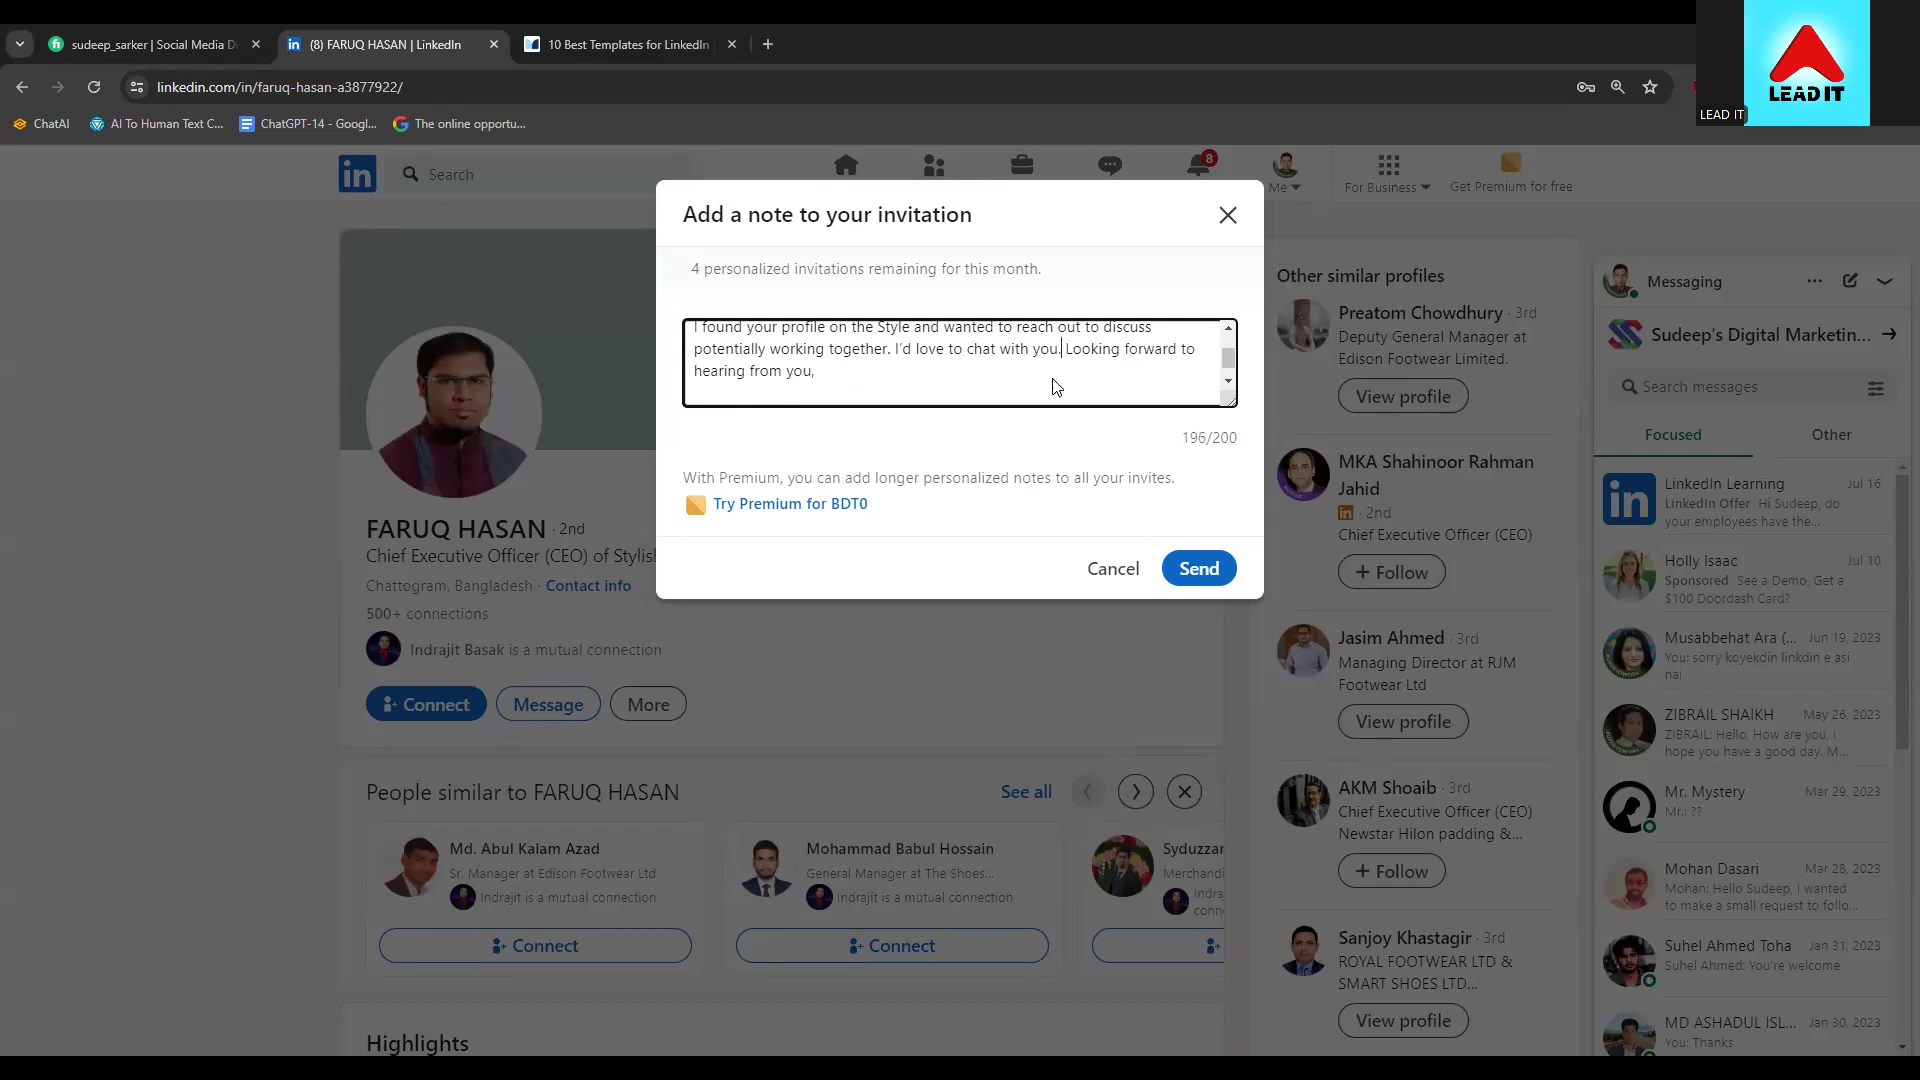 sudeep_sarker | Social Media D
(8) FARUQ HASAN | LinkedIn
10 Best Templates for LinkedIn
linkedin.com/in/faruq-hasan-a3877922/
LEAD IT
LEAD IT
ChatAI
AI To Human Text C...
ChatGPT-14 - Googl...
The online opportu...
in
Search
8
Me
For Business
Get Premium for free
Add a note to your invitation
4 personalized invitations remaining for this month.
I found your profile on the Style and wanted to reach out to discuss
potentially working together. I'd love to chat with you. Looking forward to
hearing from you,
196/200
With Premium, you can add longer personalized notes to all your invites.
Try Premium for BDT0
Cancel
Send
FARUQ HASAN · 2nd
Chief Executive Officer (CEO) of Stylish
Chattogram, Bangladesh · Contact info
500+ connections
Indrajit Basak is a mutual connection
Connect
Message
More
People similar to FARUQ HASAN
See all
Md. Abul Kalam Azad
Sr. Manager at Edison Footwear Ltd
Indrajit is a mutual connection
Connect
Mohammad Babul Hossain
General Manager at The Shoes...
Indrajit is a mutual connection
Connect
Syduzzar
Merchandi
Indra
conn
Highlights
Other similar profiles
Preatom Chowdhury · 3rd
Deputy General Manager at
Edison Footwear Limited.
View profile
MKA Shahinoor Rahman
Jahid
in · 2nd
Chief Executive Officer (CEO)
+ Follow
Jasim Ahmed · 3rd
Managing Director at RJM
Footwear Ltd
View profile
AKM Shoaib · 3rd
Chief Executive Officer (CEO)
Newstar Hilon padding &...
+ Follow
Sanjoy Khastagir · 3rd
ROYAL FOOTWEAR LTD &
SMART SHOES LTD...
View profile
Messaging
Sudeep's Digital Marketin...
Search messages
Focused
Other
in
LinkedIn Learning
Jul 16
LinkedIn Offer Hi Sudeep, do
your employees have the...
Holly Isaac
Jul 10
Sponsored See a Demo, Get a
$100 Doordash Card?
Musabbehat Ara (...
Jun 19, 2023
You: sorry koyekdin linkdin e asi
nai
ZIBRAIL SHAIKH
May 26, 2023
ZIBRAIL: Hello, How are you, I
hope you have a good day. M...
Mr. Mystery
Mar 29, 2023
Mr.: ??
Mohan Dasari
Mar 28, 2023
Mohan: Hello Sudeep, I wanted
to make a small request to follo...
Suhel Ahmed Toha
Jan 31, 2023
Suhel Ahmed: You're welcome
MD ASHADUL ISL...
Jan 30, 2023
You: Thanks